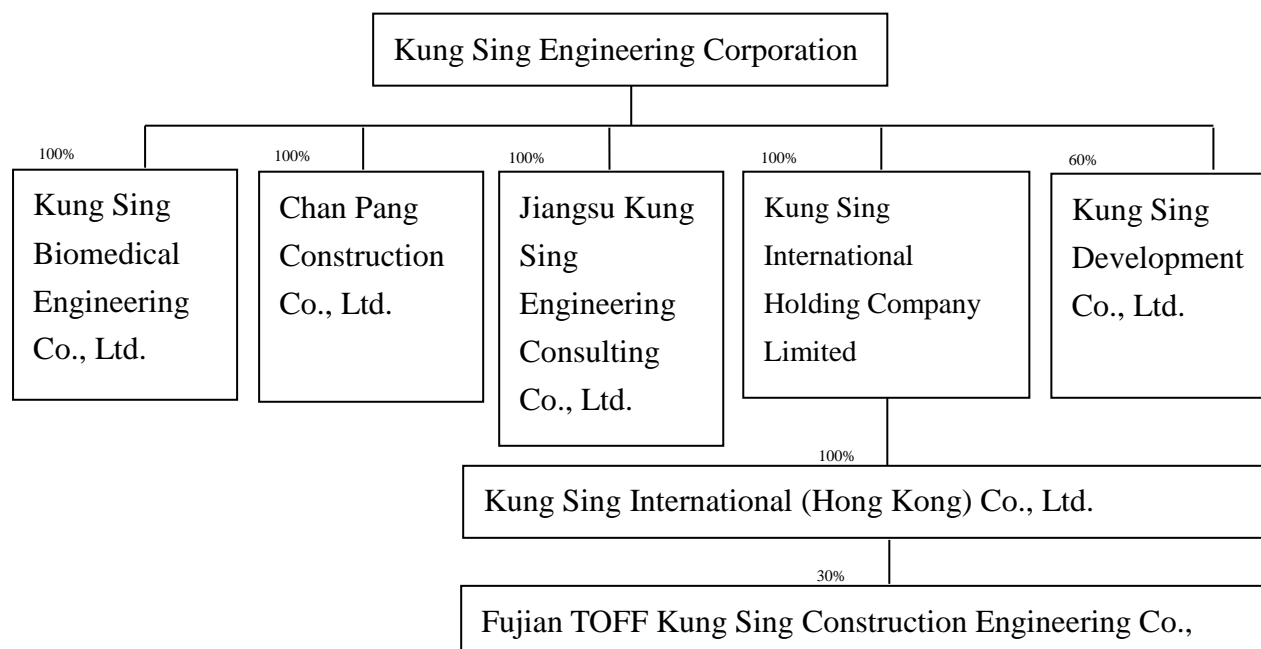 Kung Sing Engineering Corporation
100%
Kung Sing
Biomedical
Engineering
Co., Ltd.
100%
Chan Pang
Construction
Co., Ltd.
100%
Jiangsu Kung
Sing
Engineering
Consulting
Co., Ltd.
100%
Kung Sing
International
Holding Company
Limited
60%
Kung Sing
Development
Co., Ltd.
100%
Kung Sing International (Hong Kong) Co., Ltd.
30%
Fujian TOFF Kung Sing Construction Engineering Co.,